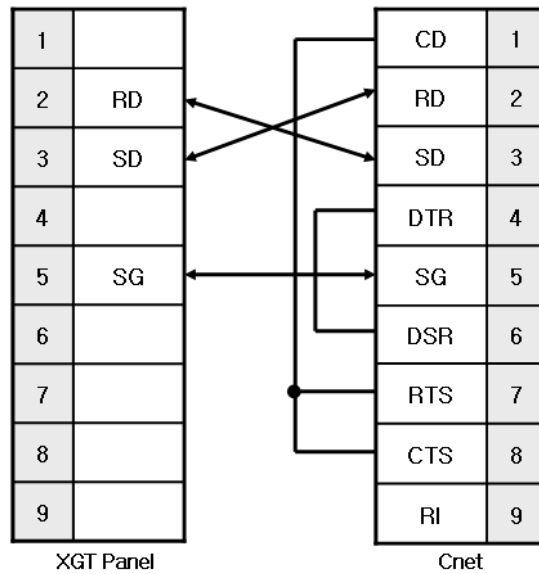 1 CD 1
2 RD RD 2
3 SD SD 3
4 DTR 4
5 SG SG 5
6 DSR 6
7 RTS 7
8 CTS 8
9 RI 9
XGT Panel Cnet